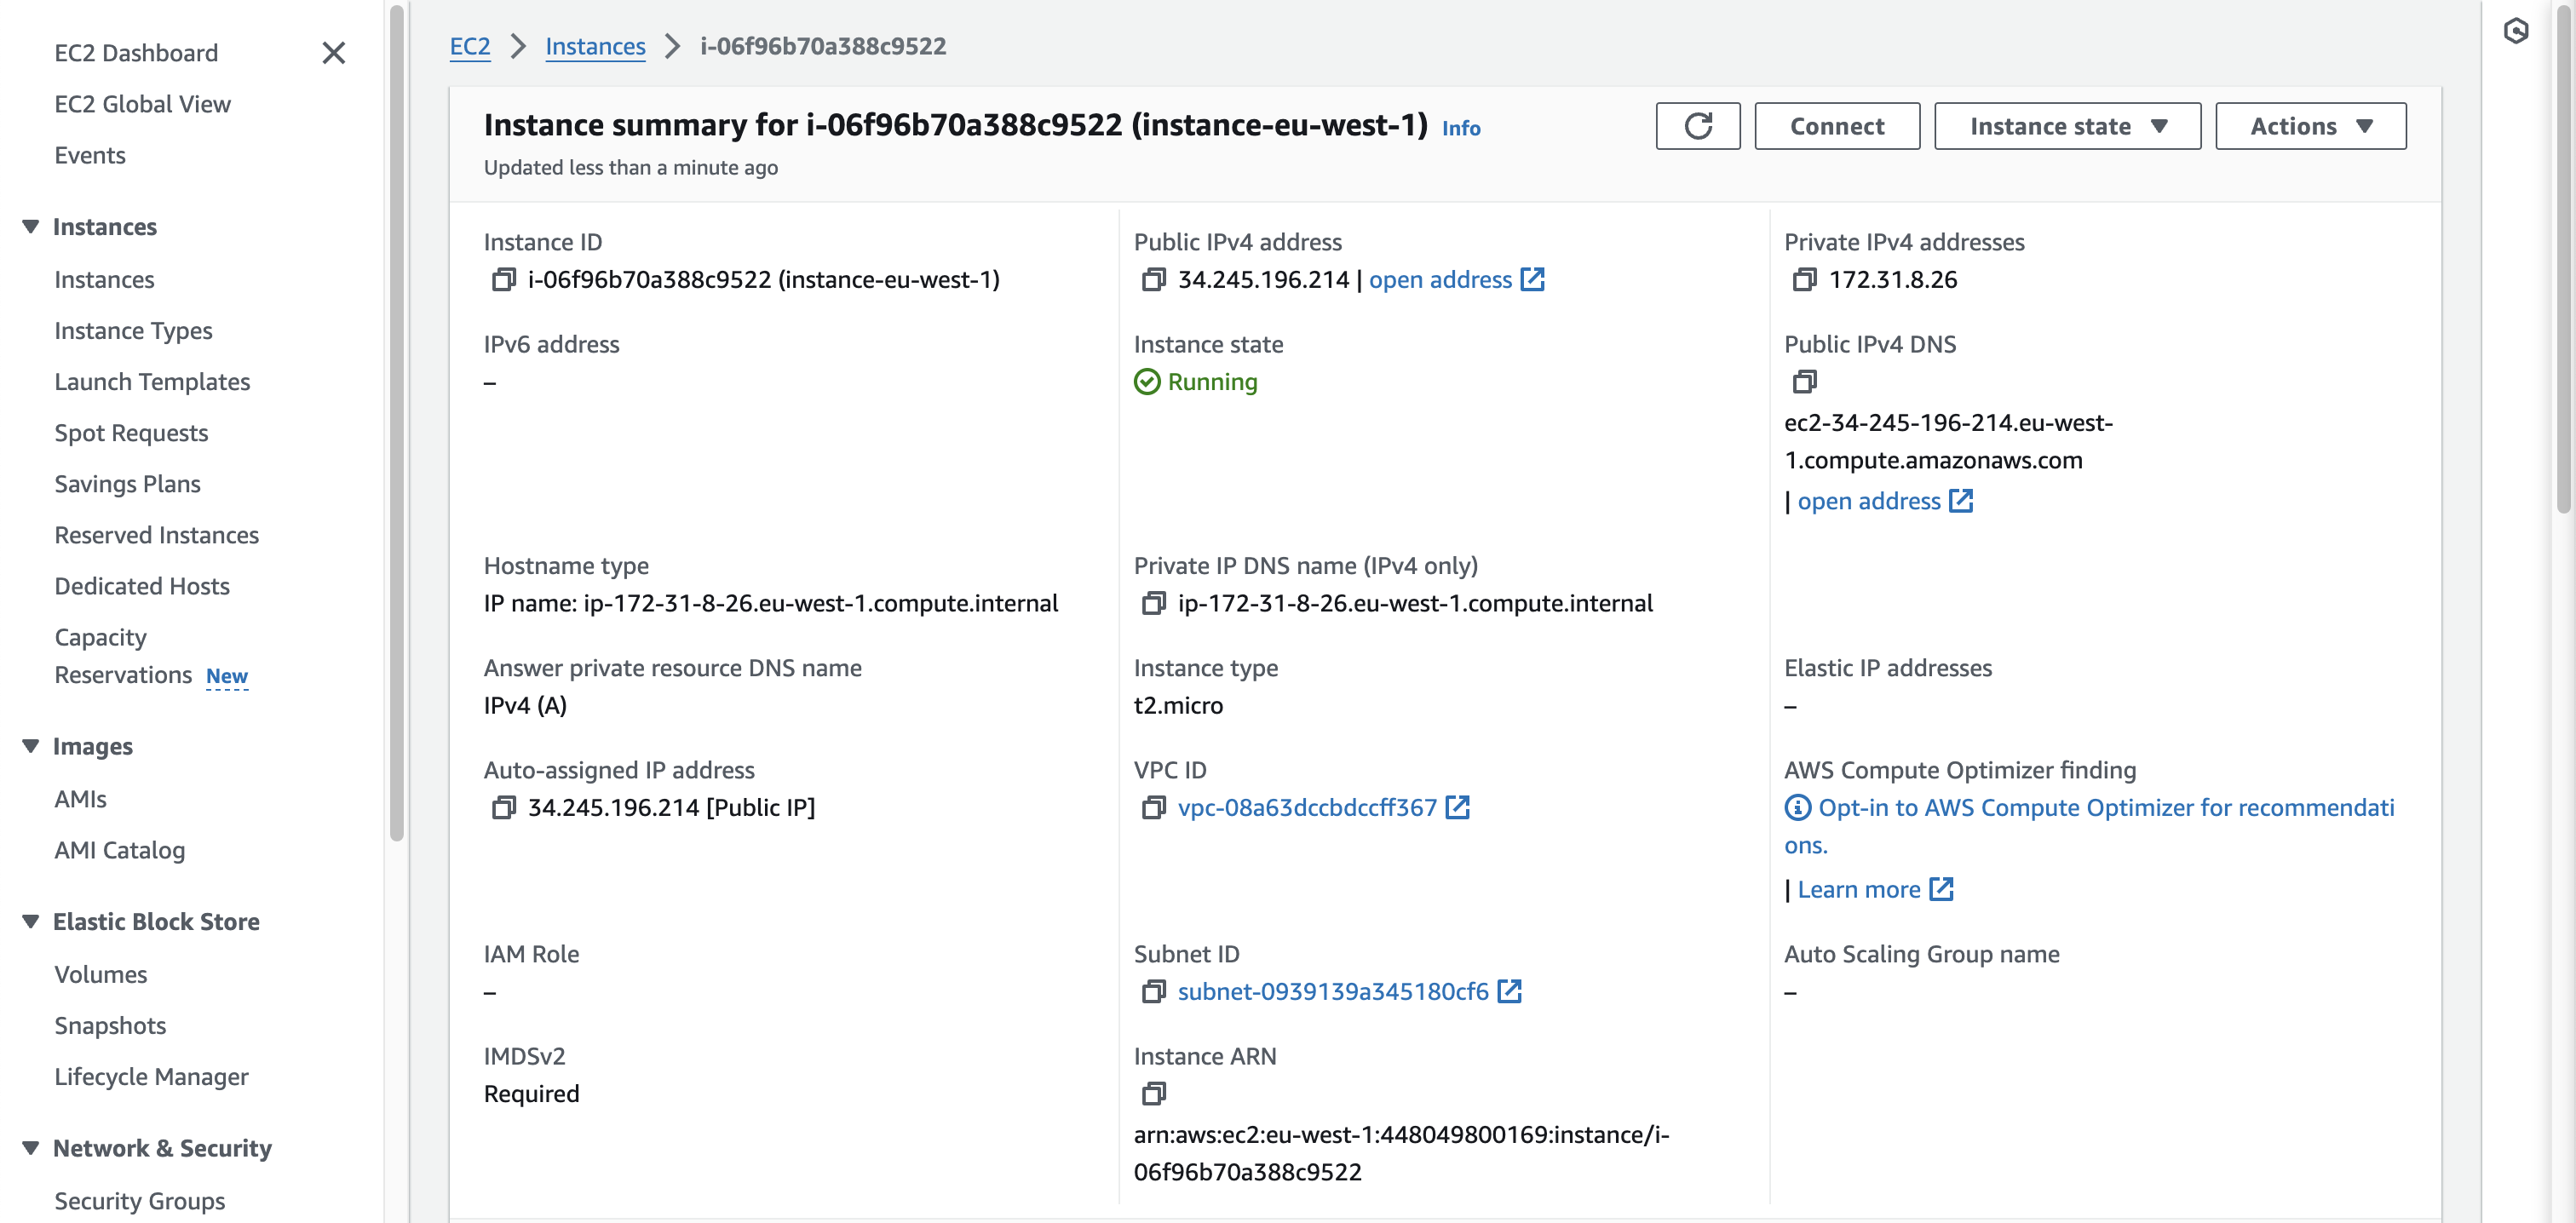 EC2 Dashboard
EC2 Global View
Events
Instances
Instances
Instance Types
Launch Templates
Spot Requests
Savings Plans
Reserved Instances
Dedicated Hosts
Capacity
Reservations New
Images
AMIs
AMI Catalog
Elastic Block Store
Volumes
Snapshots
Lifecycle Manager
Network & Security
Security Groups
EC2 Instances i-06f96b70a388c9522
Instance summary for i-06f96b70a388c9522 (instance-eu-west-1) Info
Updated less than a minute ago
Connect
Instance state
Actions
Instance ID
i-06f96b70a388c9522 (instance-eu-west-1)
Public IPv4 address
34.245.196.214 | open address
Private IPv4 addresses
172.31.8.26
IPv6 address
–
Instance state
Running
Public IPv4 DNS
ec2-34-245-196-214.eu-west-
1.compute.amazonaws.com
| open address
Hostname type
IP name: ip-172-31-8-26.eu-west-1.compute.internal
Private IP DNS name (IPv4 only)
ip-172-31-8-26.eu-west-1.compute.internal
Answer private resource DNS name
IPv4 (A)
Instance type
t2.micro
Elastic IP addresses
–
Auto-assigned IP address
34.245.196.214 [Public IP]
VPC ID
vpc-08a63dccbdccff367
AWS Compute Optimizer finding
Opt-in to AWS Compute Optimizer for recommendati
ons.
| Learn more
IAM Role
–
Subnet ID
subnet-0939139a345180cf6
Auto Scaling Group name
–
IMDSv2
Required
Instance ARN
arn:aws:ec2:eu-west-1:448049800169:instance/i-
06f96b70a388c9522